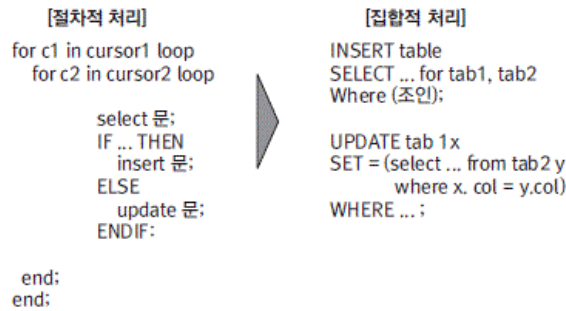 [절차적 처리]
for c1 in cursor1 loop
for c2 in cursor2 loop
select 문;
IF ... THEN
insert 문;
ELSE
update 문;
ENDIF:
end;
end;
[집합적 처리]
INSERT table
SELECT ... for tab1, tab2
Where (조인);
UPDATE tab 1x
SET = (select ... from tab2 y
where x. col = y.col)
WHERE ... ;